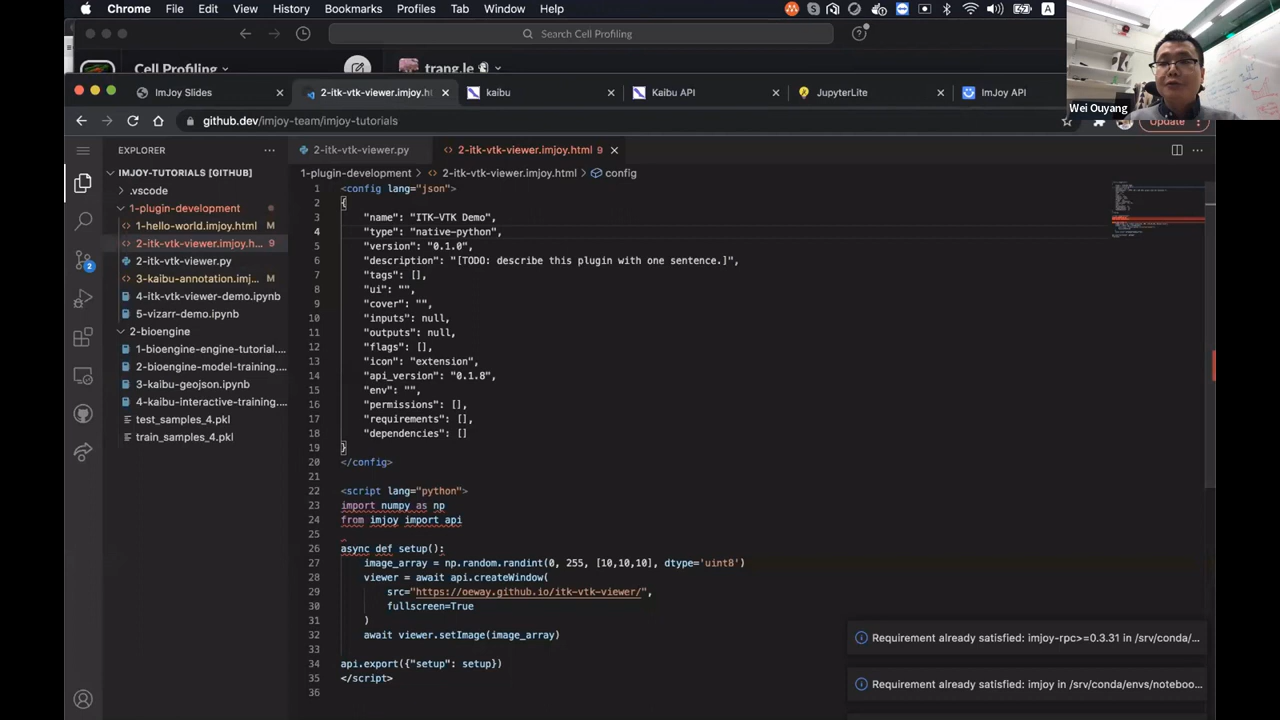 Chrome File Edit View History Bookmarks Profiles Tab Window Help A
Search Cell Profiling
Cell Profiling trang.le
ImJoy Slides 2-itk-vtk-viewer.imjoy.ht kaibu Kaibu API JupyterLite ImJoy API
Wei Ouyang
github.dev/imjoy-team/imjoy-tutorials Update
EXPLORER ... 2-itk-vtk-viewer.py 2-itk-vtk-viewer.imjoy.html 9
IMJOY-TUTORIALS [GITHUB]
.vscode
1-plugin-development
1-hello-world.imjoy.html M
2-itk-vtk-viewer.imjoy.h... 9
2-itk-vtk-viewer.py
3-kaibu-annotation.imj... M
4-itk-vtk-viewer-demo.ipynb
5-vizarr-demo.ipynb
2-bioengine
1-bioengine-engine-tutorial....
2-bioengine-model-training....
3-kaibu-geojson.ipynb
4-kaibu-interactive-training....
test_samples_4.pkl
train_samples_4.pkl
2
1-plugin-development > 2-itk-vtk-viewer.imjoy.html > config
1 <config lang="json">
2 {
3 "name": "ITK-VTK Demo",
4 "type": "native-python",
5 "version": "0.1.0",
6 "description": "[TODO: describe this plugin with one sentence.]",
7 "tags": [],
8 "ui": "",
9 "cover": "",
10 "inputs": null,
11 "outputs": null,
12 "flags": [],
13 "icon": "extension",
14 "api_version": "0.1.8",
15 "env": "",
16 "permissions": [],
17 "requirements": [],
18 "dependencies": []
19 }
20 </config>
21
22 <script lang="python">
23 import numpy as np
24 from imjoy import api
25
26 async def setup():
27 image_array = np.random.randint(0, 255, [10,10,10], dtype='uint8')
28 viewer = await api.createWindow(
29 src="https://oeway.github.io/itk-vtk-viewer/",
30 fullscreen=True
31 )
32 await viewer.setImage(image_array)
33
34 api.export({"setup": setup})
35 </script>
36
Requirement already satisfied: imjoy-rpc>=0.3.31 in /srv/conda/...
Requirement already satisfied: imjoy in /srv/conda/envs/noteboo...